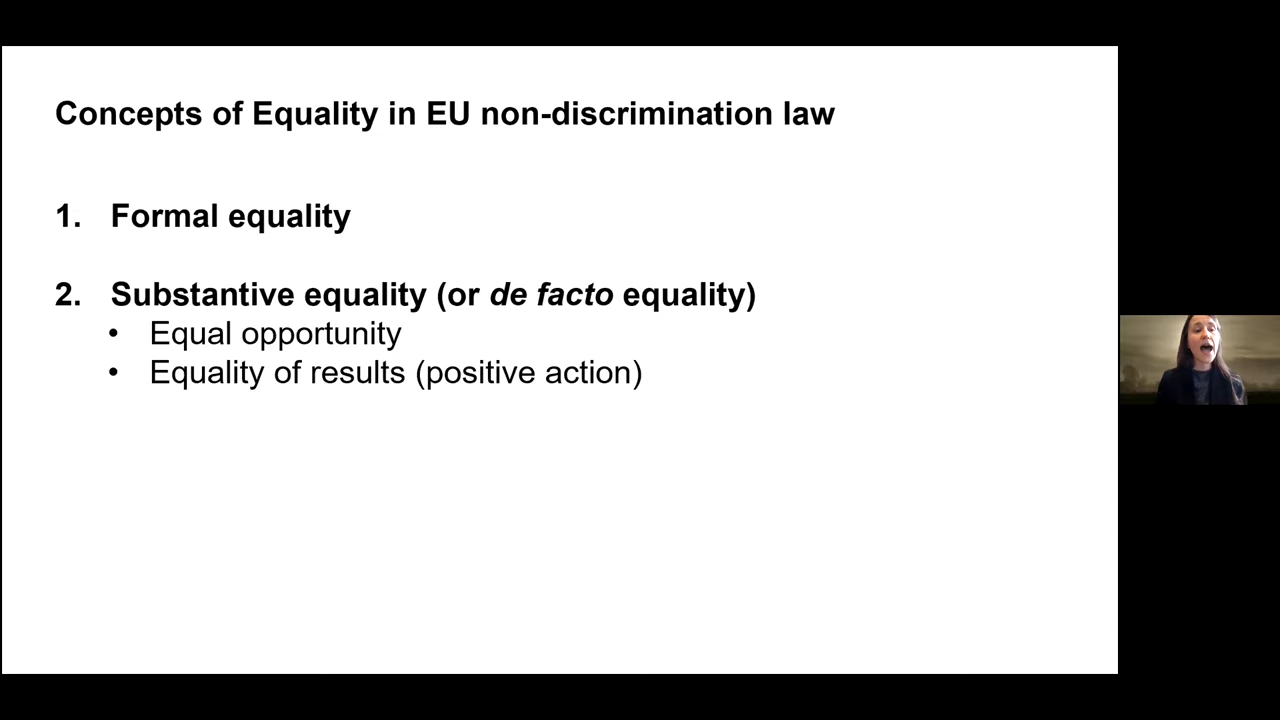 Concepts of Equality in EU non-discrimination law
1. Formal equality
2. Substantive equality (or de facto equality)
• Equal opportunity
• Equality of results (positive action)